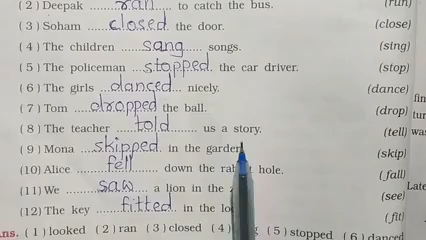 (2) Deepak ........ran........ to catch the bus. (run)
(3) Soham ......closed...... the door. (close)
(4) The children ......sang...... songs. (sing)
(5) The policeman ...stopped. the car driver. (stop)
(6) The girls ...danced... nicely. (dance)
(7) Tom ....dropped the ball. (drop)
(8) The teacher ......told........ us a story. (tell)
(9) Mona ....skipped. in the garden (skip)
(10) Alice ......fell...... down the hole. (fall)
(11) We ........saw........ a lion in the (see)
(12) The key ........fitted........ in the (fit)
Ans. (1) looked (2) ran (3) closed (4) (5) stopped (6) danced